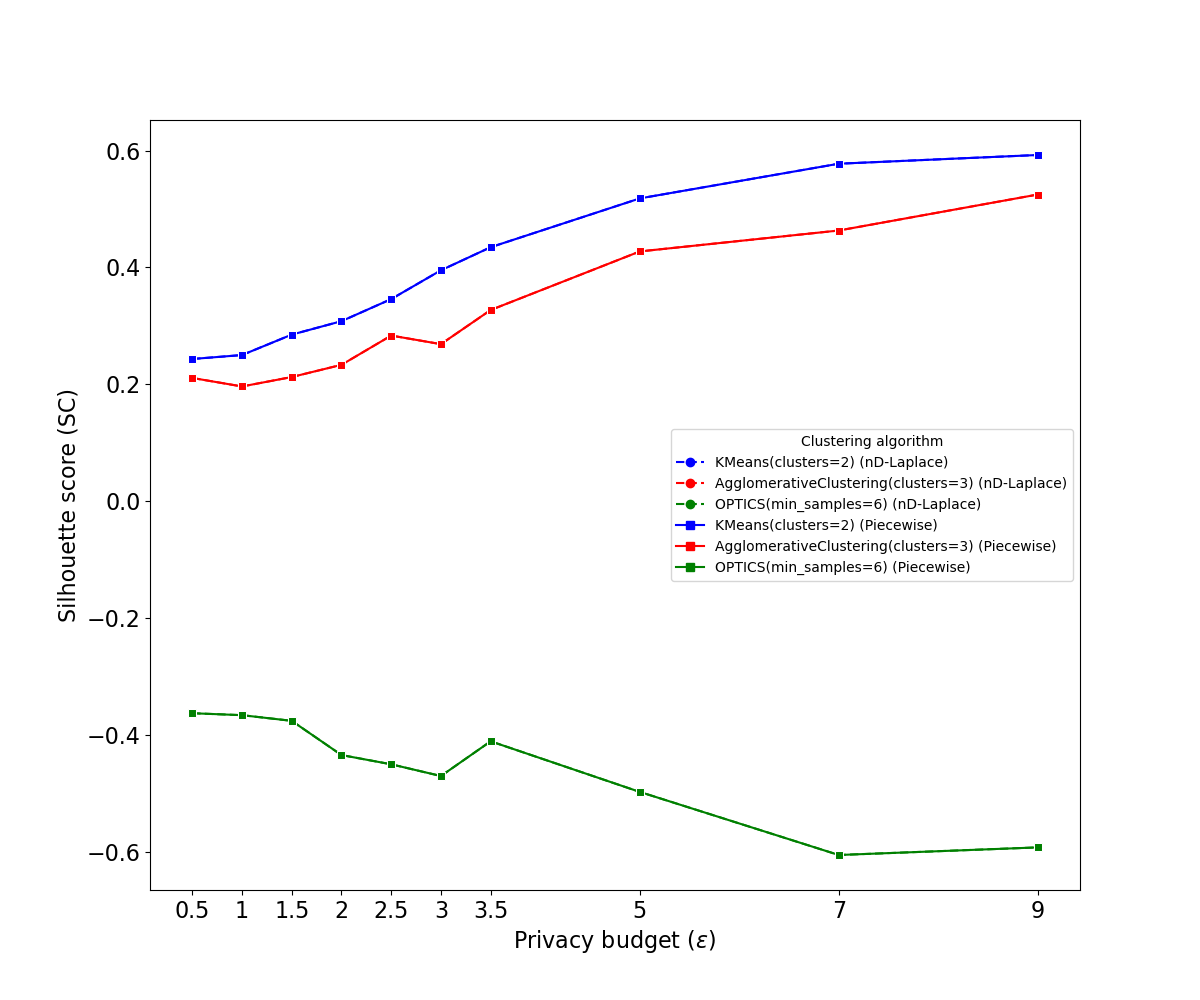 0.6
0.4
0.2
0.0
−0.2
−0.4
−0.6
Silhouette score (SC)
Clustering algorithm
KMeans(clusters=2) (nD-Laplace)
AgglomerativeClustering(clusters=3) (nD-Laplace)
OPTICS(min_samples=6) (nD-Laplace)
KMeans(clusters=2) (Piecewise)
AgglomerativeClustering(clusters=3) (Piecewise)
OPTICS(min_samples=6) (Piecewise)
0.5 1 1.5 2 2.5 3 3.5 5 7 9
Privacy budget (ε)